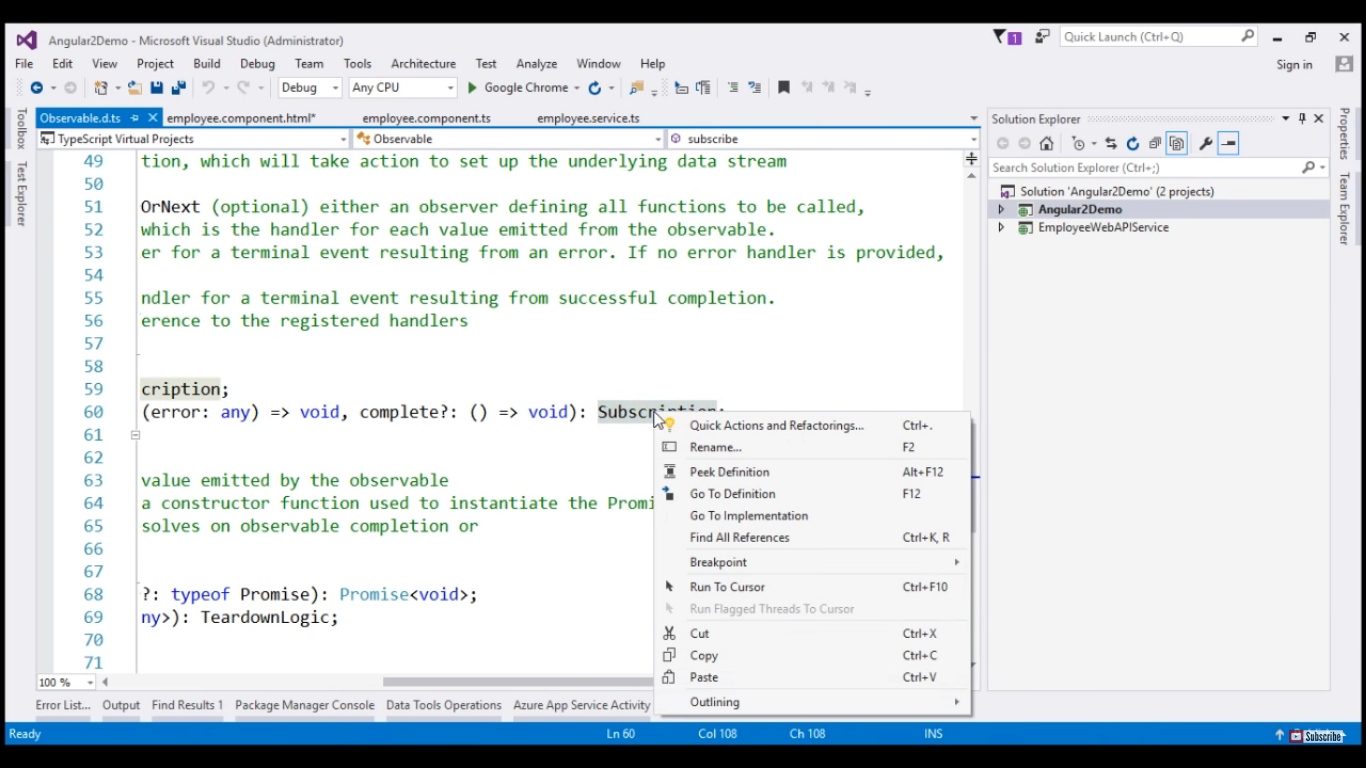 Angular2Demo - Microsoft Visual Studio (Administrator)
1
Quick Launch (Ctrl+Q)
File Edit View Project Build Debug Team Tools Architecture Test Analyze Window Help
Sign in
Debug Any CPU Google Chrome
Toolbox
Test Explorer
Observable.d.ts employee.component.html* employee.component.ts employee.service.ts
TypeScript Virtual Projects Observable subscribe
49 tion, which will take action to set up the underlying data stream
50
51 OrNext (optional) either an observer defining all functions to be called,
52 which is the handler for each value emitted from the observable.
53 er for a terminal event resulting from an error. If no error handler is provided,
54
55 ndler for a terminal event resulting from successful completion.
56 erence to the registered handlers
57
58
59 cription;
60 (error: any) => void, complete?: () => void): Subscription;
61
62
63 value emitted by the observable
64 a constructor function used to instantiate the Promi
65 solves on observable completion or
66
67
68 ?: typeof Promise): Promise<void>;
69 ny>): TeardownLogic;
70
71
Quick Actions and Refactorings... Ctrl+.
Rename... F2
Peek Definition Alt+F12
Go To Definition F12
Go To Implementation
Find All References Ctrl+K, R
Breakpoint
Run To Cursor Ctrl+F10
Run Flagged Threads To Cursor
Cut Ctrl+X
Copy Ctrl+C
Paste Ctrl+V
Outlining
Solution Explorer
Search Solution Explorer (Ctrl+;)
Solution 'Angular2Demo' (2 projects)
Angular2Demo
EmployeeWebAPIService
Properties
Team Explorer
100 %
Error List... Output Find Results 1 Package Manager Console Data Tools Operations Azure App Service Activity
Ready Ln 60 Col 108 Ch 108 INS
Subscribe